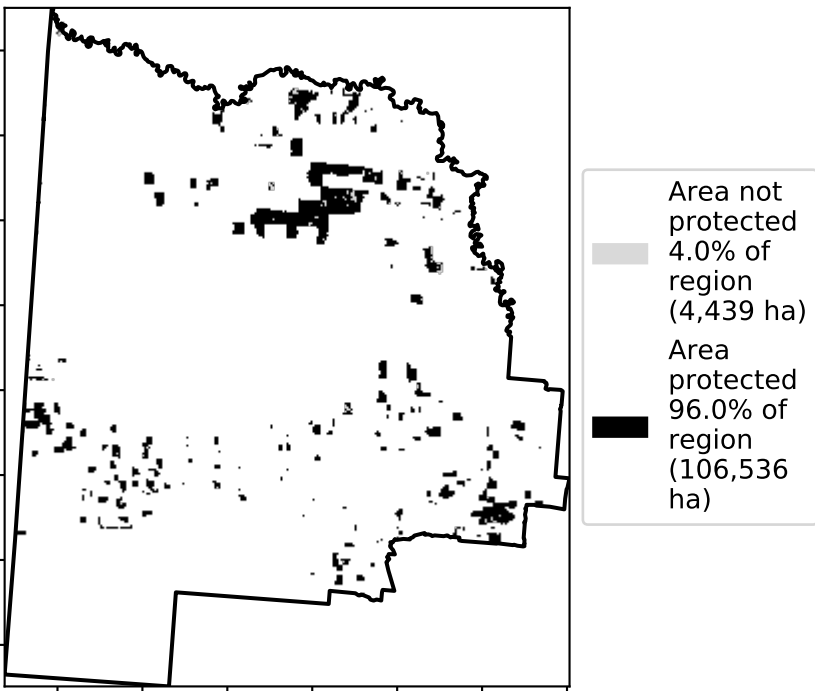 Area not
protected
4.0% of
region
(4,439 ha)
Area
protected
96.0% of
region
(106,536
ha)